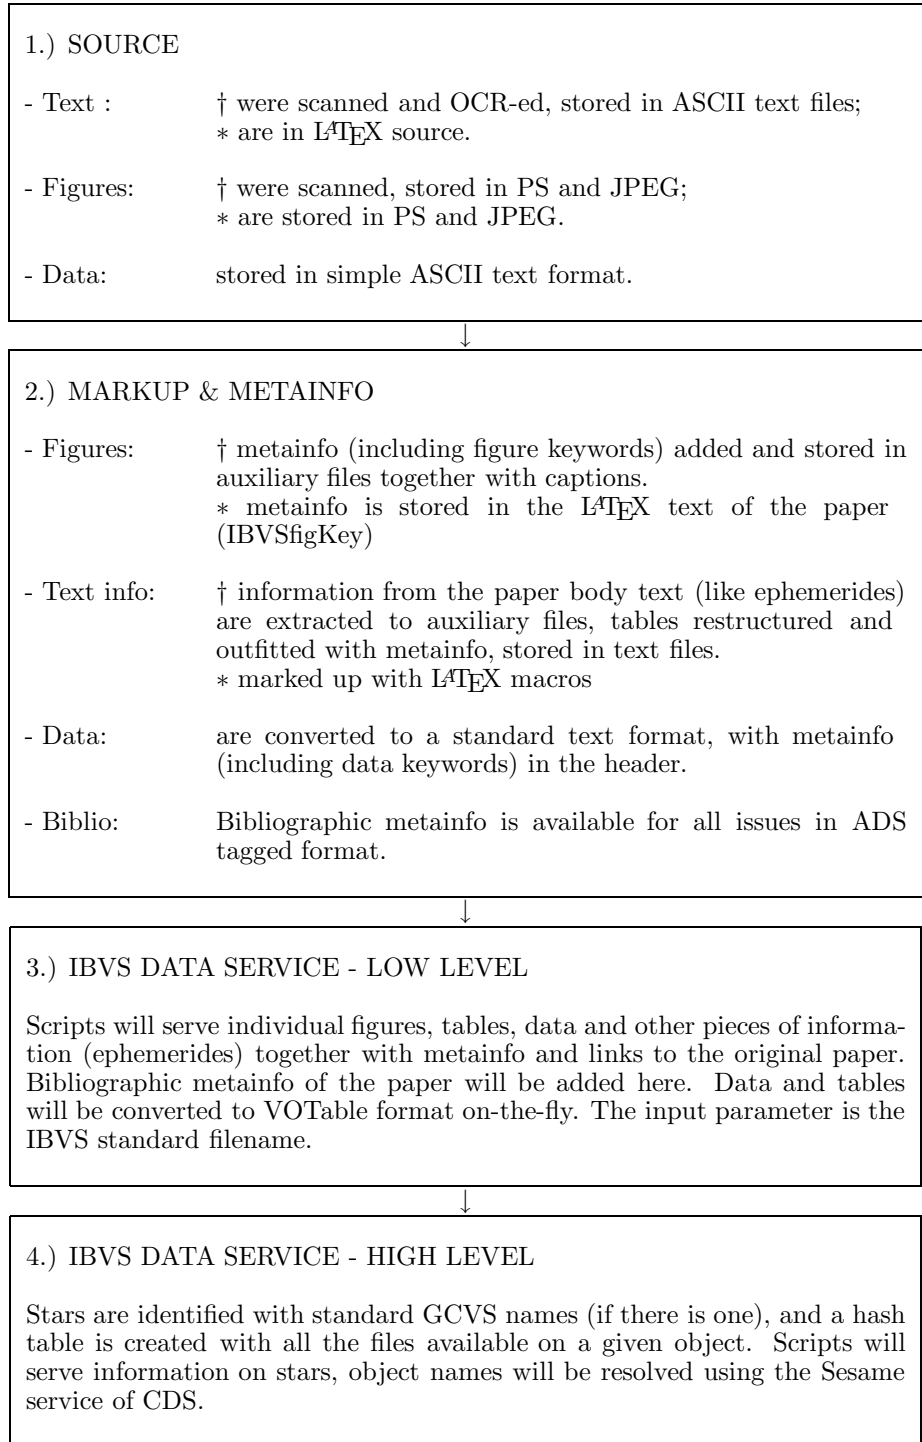 1.) SOURCE
- Text : † were scanned and OCR-ed, stored in ASCII text files;
∗ are in LATEX source.
- Figures: † were scanned, stored in PS and JPEG;
∗ are stored in PS and JPEG.
- Data: stored in simple ASCII text format.
↓
2.) MARKUP & METAINFO
- Figures: † metainfo (including figure keywords) added and stored in
auxiliary files together with captions.
∗ metainfo is stored in the LATEX text of the paper
(IBVSfigKey)
- Text info: † information from the paper body text (like ephemerides)
are extracted to auxiliary files, tables restructured and
outfitted with metainfo, stored in text files.
∗ marked up with LATEX macros
- Data: are converted to a standard text format, with metainfo
(including data keywords) in the header.
- Biblio: Bibliographic metainfo is available for all issues in ADS
tagged format.
↓
3.) IBVS DATA SERVICE - LOW LEVEL
Scripts will serve individual figures, tables, data and other pieces of informa-
tion (ephemerides) together with metainfo and links to the original paper.
Bibliographic metainfo of the paper will be added here. Data and tables
will be converted to VOTable format on-the-fly. The input parameter is the
IBVS standard filename.
↓
4.) IBVS DATA SERVICE - HIGH LEVEL
Stars are identified with standard GCVS names (if there is one), and a hash
table is created with all the files available on a given object. Scripts will
serve information on stars, object names will be resolved using the Sesame
service of CDS.